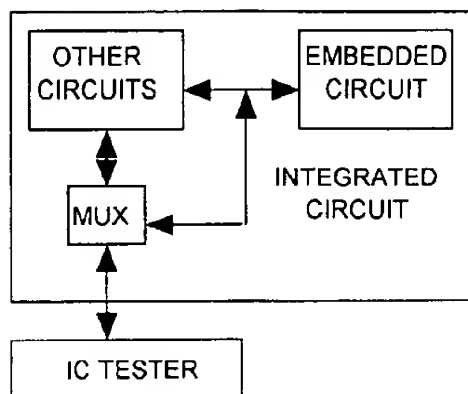 OTHER
CIRCUITS
EMBEDDED
CIRCUIT
INTEGRATED
CIRCUIT
MUX
IC TESTER